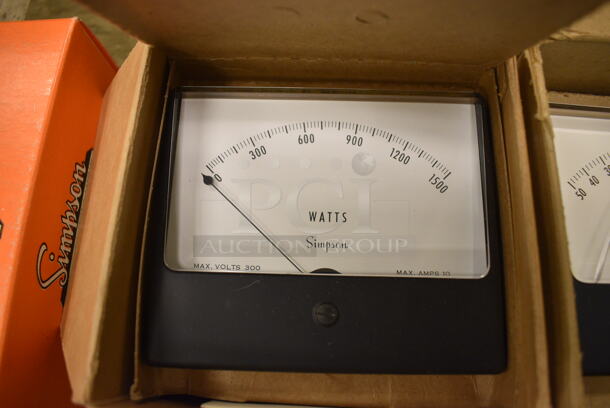 Simpson
0 300 600 900 1200 1500
WATTS
Simpson
MAX. VOLTS 300 MAX. AMPS 10
PCI
AUCTION GROUP
50 40